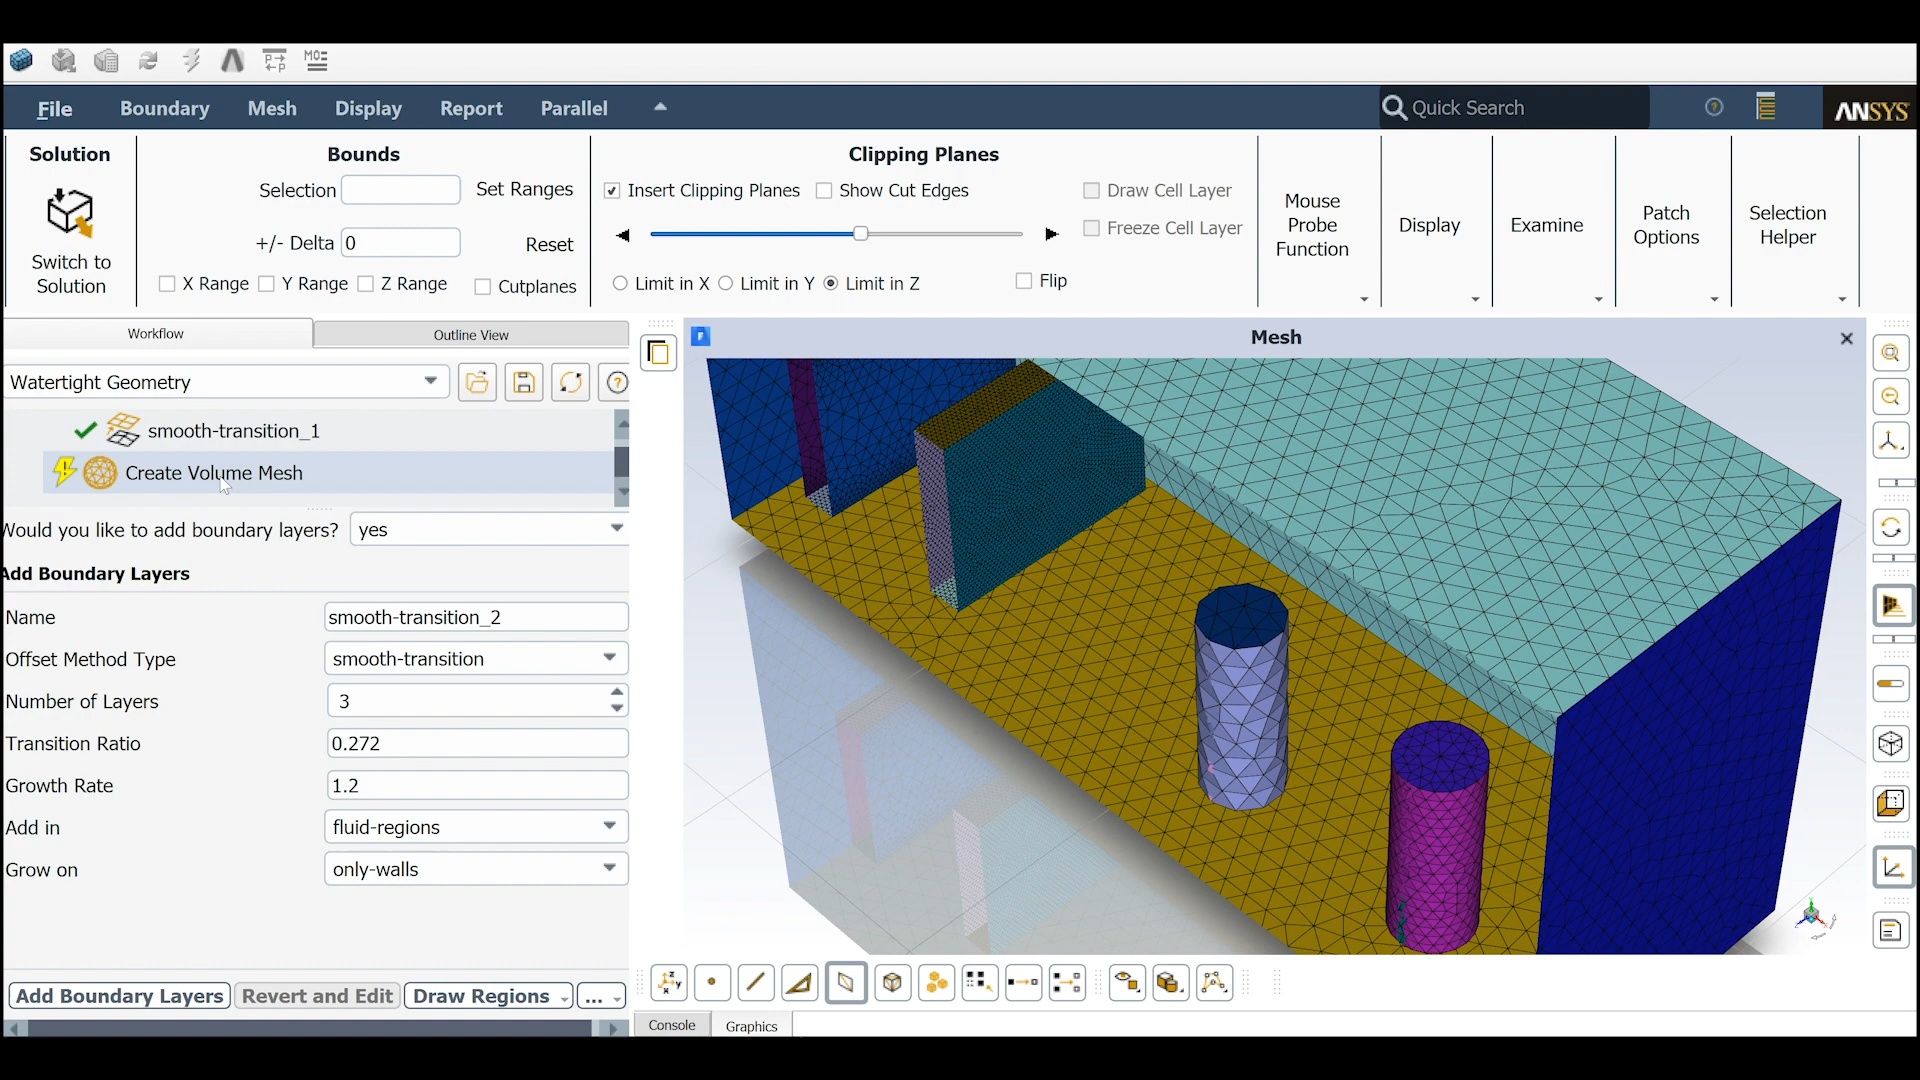 MO
P
P
File
Boundary
Mesh
Display
Report
Parallel
Quick Search
ANSYS
Solution
Switch to
Solution
Bounds
Selection
Set Ranges
+/- Delta
0
Reset
X Range
Y Range
Z Range
Cutplanes
Clipping Planes
Insert Clipping Planes
Show Cut Edges
Draw Cell Layer
Freeze Cell Layer
Limit in X
Limit in Y
Limit in Z
Flip
Mouse
Probe
Function
Display
Examine
Patch
Options
Selection
Helper
Workflow
Outline View
Mesh
Watertight Geometry
smooth-transition_1
Create Volume Mesh
Would you like to add boundary layers?
yes
Add Boundary Layers
Name
smooth-transition_2
Offset Method Type
smooth-transition
Number of Layers
3
Transition Ratio
0.272
Growth Rate
1.2
Add in
fluid-regions
Grow on
only-walls
Add Boundary Layers
Revert and Edit
Draw Regions
...
Console
Graphics